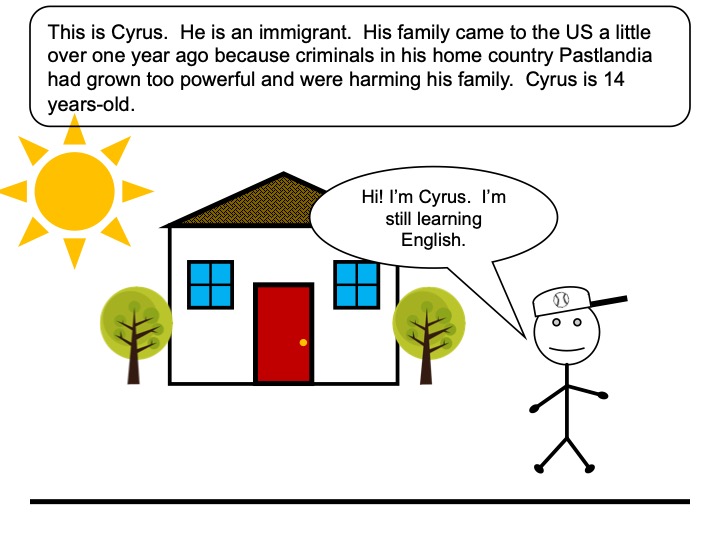 This is Cyrus.  He is an immigrant.  His family came to the US a little
over one year ago because criminals in his home country Pastlandia
had grown too powerful and were harming his family.  Cyrus is 14
years-old.
Hi! I’m Cyrus.  I’m
still learning
English.